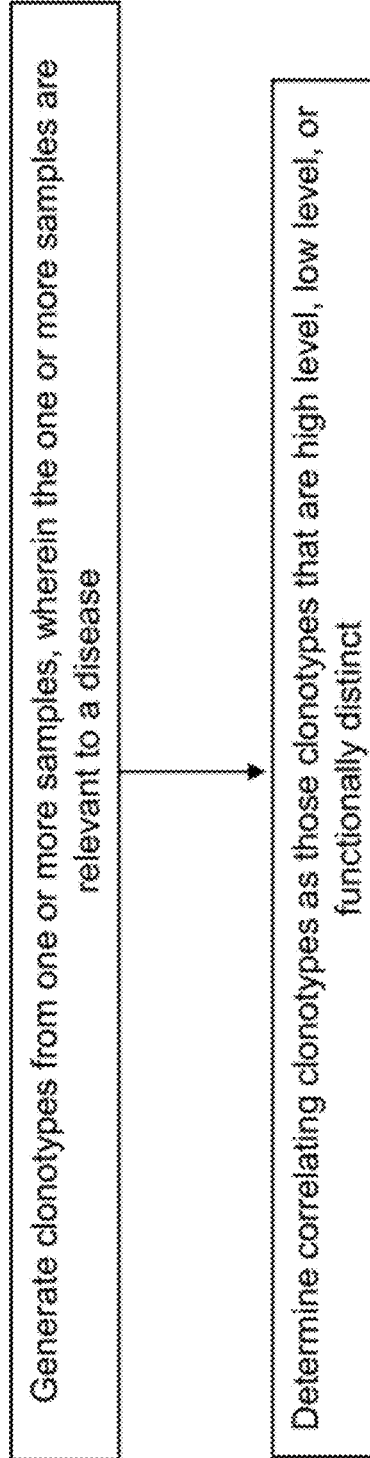 Generate clonotypes from one or more samples, wherein the one or more samples are
relevant to a disease
Determine correlating clonotypes as those clonotypes that are high level, low level, or
functionally distinct